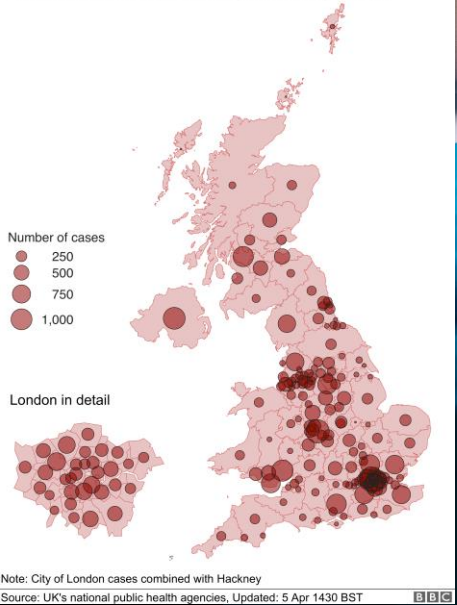 Number of cases
250
500
750
1,000
London in detail
Note: City of London cases combined with Hackney
Source: UK's national public health agencies, Updated: 5 Apr 1430 BST
BBC